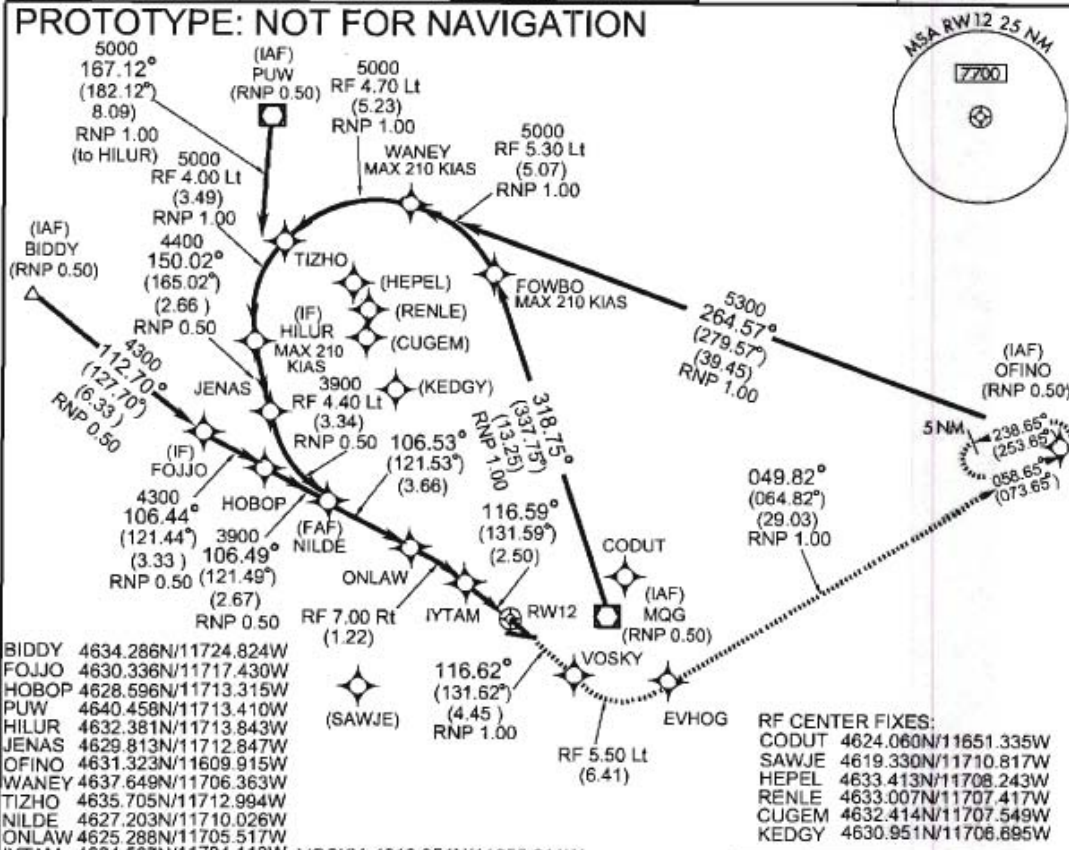 PROTOTYPE: NOT FOR NAVIGATION
MSA RW12 25 NM
7700
5000
167.12°
(182.12°)
8.09)
RNP 1.00
(to HILUR)
(IAF)
PUW
(RNP 0.50)
5000
RF 4.70 Lt
(5.23)
RNP 1.00
WANEY
MAX 210 KIAS
5000
RF 5.30 Lt
(5.07)
RNP 1.00
5000
RF 4.00 Lt
(3.49)
RNP 1.00
(IAF)
BIDDY
(RNP 0.50)
4400
150.02°
(165.02°)
(2.66 )
RNP 0.50
TIZHO
(HEPEL)
(RENLE)
(CUGEM)
(KEDGY)
FOWBO
MAX 210 KIAS
(IF)
HILUR
MAX 210
KIAS
5300
264.57°
(279.57°)
(39.45)
RNP 1.00
(IAF)
OFINO
(RNP 0.50)
5 NM
238.65°
(253.65°)
058.65°
(073.65°)
4300
112.70°
(127.70°)
(6.33 )
RNP 0.50
JENAS
3900
RF 4.40 Lt
(3.34)
RNP 0.50
318.75°
(337.75°)
(13.25)
RNP 1.00
(IF)
FOJJO
HOBOP
106.53°
(121.53°)
(3.66)
049.82°
(064.82°)
(29.03)
RNP 1.00
4300
106.44°
(121.44°)
(3.33 )
RNP 0.50
3900
106.49°
(121.49°)
(2.67)
RNP 0.50
(FAF)
NILDE
116.59°
(131.59°)
(2.50)
ONLAW
IYTAM
RW12
CODUT
(IAF)
MQG
(RNP 0.50)
RF 7.00 Rt
(1.22)
(SAWJE)
116.62°
(131.62°)
(4.45 )
RNP 1.00
VOSKY
EVHOG
RF 5.50 Lt
(6.41)
BIDDY 4634.286N/11724.824W
FOJJO 4630.336N/11717.430W
HOBOP 4628.596N/11713.315W
PUW 4640.458N/11713.410W
HILUR 4632.381N/11713.843W
JENAS 4629.813N/11712.847W
OFINO 4631.323N/11609.915W
WANEY 4637.649N/11706.363W
TIZHO 4635.705N/11712.994W
NILDE 4627.203N/11710.026W
ONLAW 4625.288N/11705.517W
RF CENTER FIXES:
CODUT 4624.060N/11651.335W
SAWJE 4619.330N/11710.817W
HEPEL 4633.413N/11708.243W
RENLE 4633.007N/11707.417W
CUGEM 4632.414N/11707.549W
KEDGY 4630.951N/11706.695W